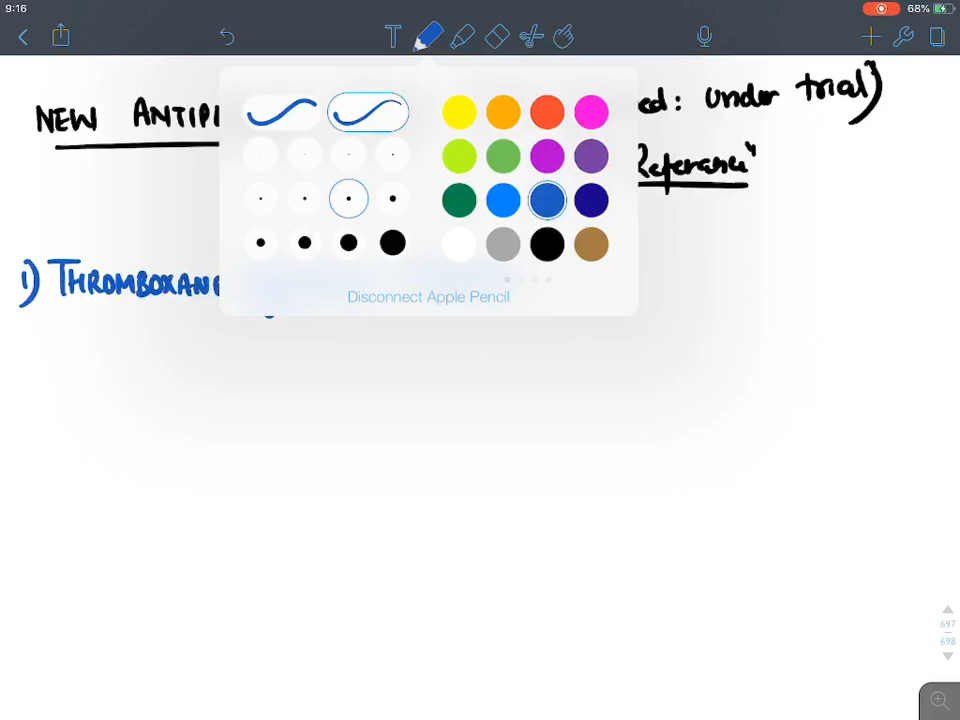 9:16 68%
T
NEW ANTIPL ed: Under trial)
Reference"
1) THROMBOXANE
Disconnect Apple Pencil
697
698